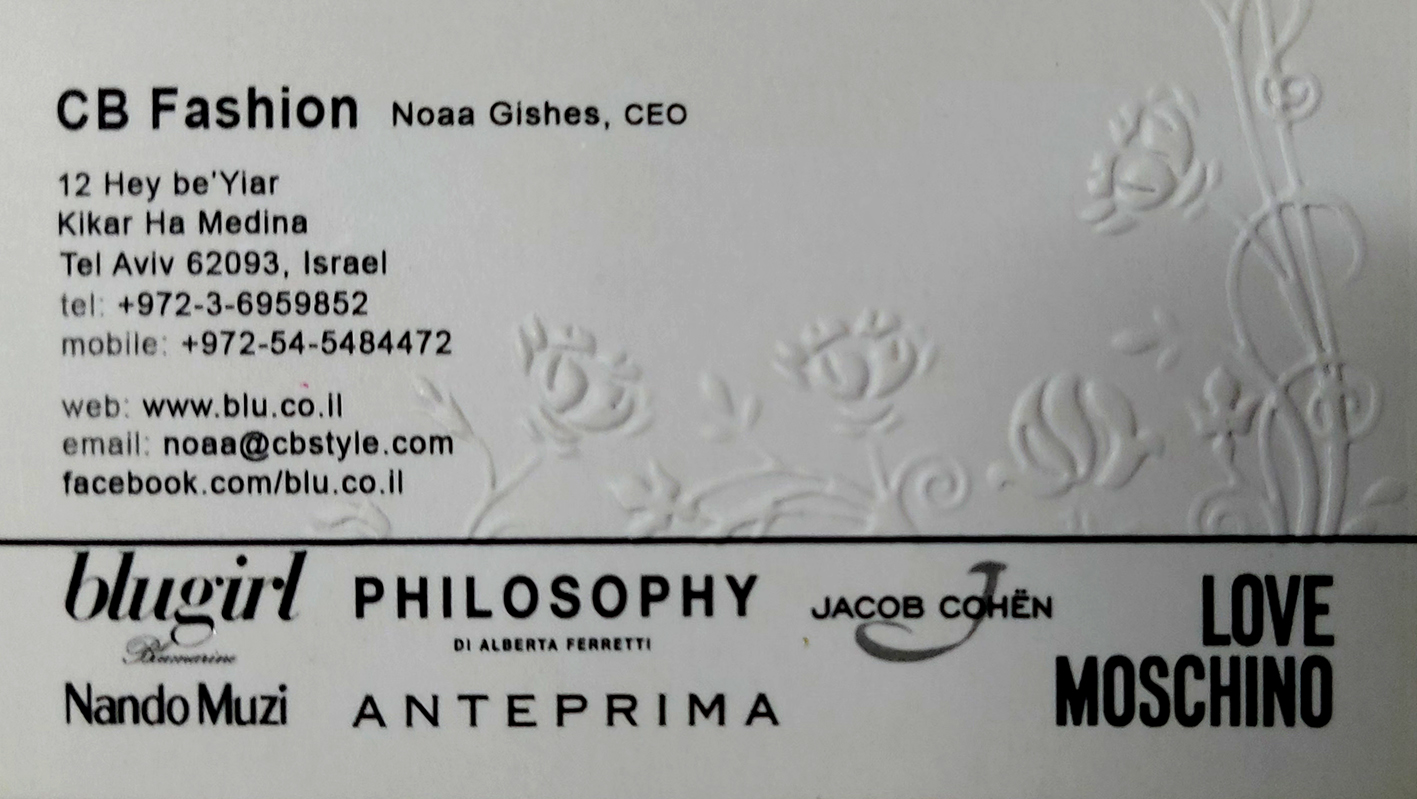 CB Fashion Noaa Gishes, CEO
12 Hey be'Yiar
Kikar Ha Medina
Tel Aviv 62093, Israel
tel: +972-3-6959852
mobile: +972-54-5484472
web: www.blu.co.il
email: noaa@cbstyle.com
facebook.com/blu.co.il
blugirl
Blumarine
PHILOSOPHY
DI ALBERTA FERRETTI
J
JACOB COHËN
LOVE
MOSCHINO
Nando Muzi
ANTEPRIMA